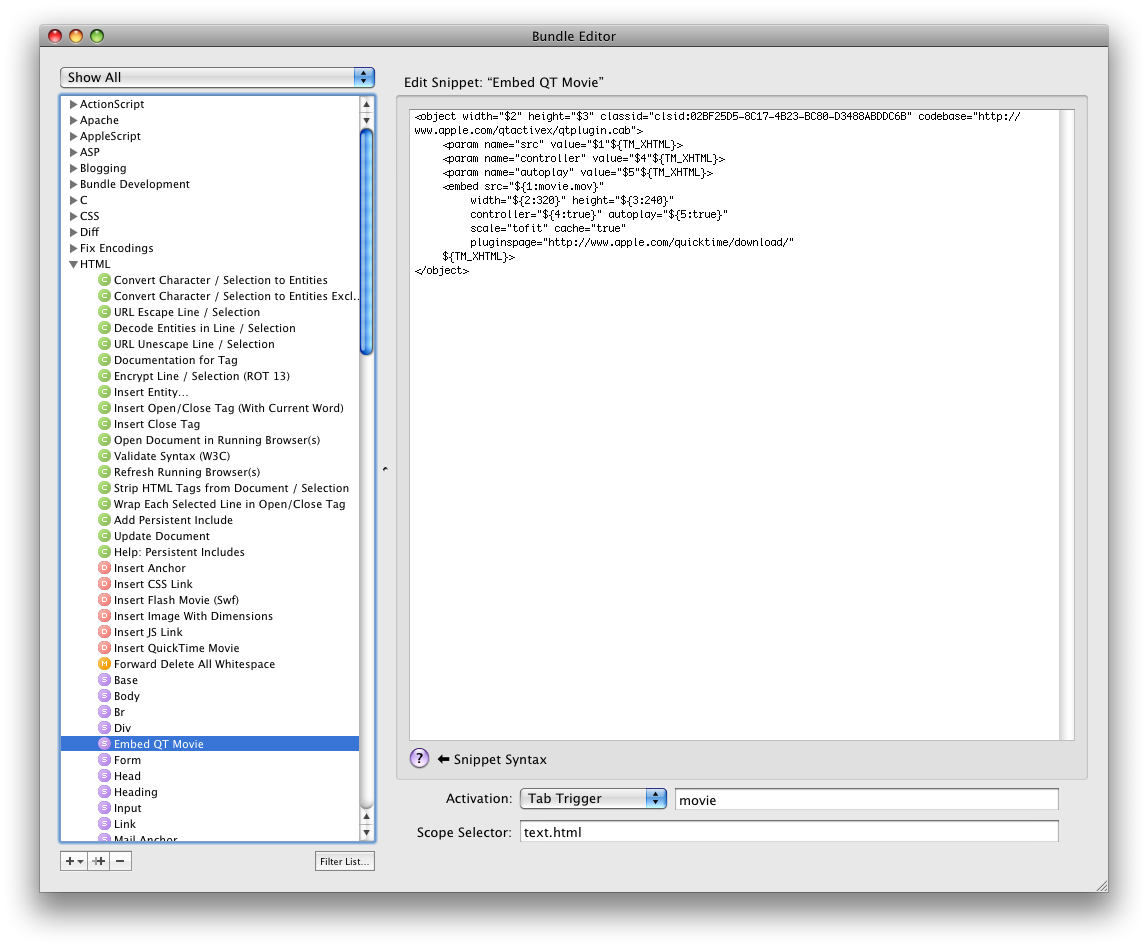 Bundle Editor
Show All
ActionScript
Apache
AppleScript
ASP
Blogging
Bundle Development
C
CSS
Diff
Fix Encodings
HTML
C Convert Character / Selection to Entities
C Convert Character / Selection to Entities Excl...
C URL Escape Line / Selection
C Decode Entities in Line / Selection
C URL Unescape Line / Selection
C Documentation for Tag
C Encrypt Line / Selection (ROT 13)
C Insert Entity...
C Insert Open/Close Tag (With Current Word)
C Insert Close Tag
C Open Document in Running Browser(s)
C Validate Syntax (W3C)
C Refresh Running Browser(s)
C Strip HTML Tags from Document / Selection
C Wrap Each Selected Line in Open/Close Tag
C Add Persistent Include
C Update Document
C Help: Persistent Includes
D Insert Anchor
D Insert CSS Link
D Insert Flash Movie (Swf)
D Insert Image With Dimensions
D Insert JS Link
D Insert QuickTime Movie
M Forward Delete All Whitespace
S Base
S Body
S Br
S Div
S Embed QT Movie
S Form
S Head
S Heading
S Input
S Link
S Mail Anchor
Filter List...
Edit Snippet: “Embed QT Movie”
<object width="$2" height="$3" classid="clsid:02BF25D5-8C17-4B23-BC80-D3488ABDDC6B" codebase="http://
www.apple.com/qtactivex/qtplugin.cab">
<param name="src" value="$1"${TM_XHTML}>
<param name="controller" value="$4"${TM_XHTML}>
<param name="autoplay" value="$5"${TM_XHTML}>
<embed src="${1:movie.mov}"
width="${2:320}" height="${3:240}"
controller="${4:true}" autoplay="${5:true}"
scale="tofit" cache="true"
pluginspage="http://www.apple.com/quicktime/download/"
${TM_XHTML}>
</object>
? ⬅ Snippet Syntax
Activation: Tab Trigger movie
Scope Selector: text.html